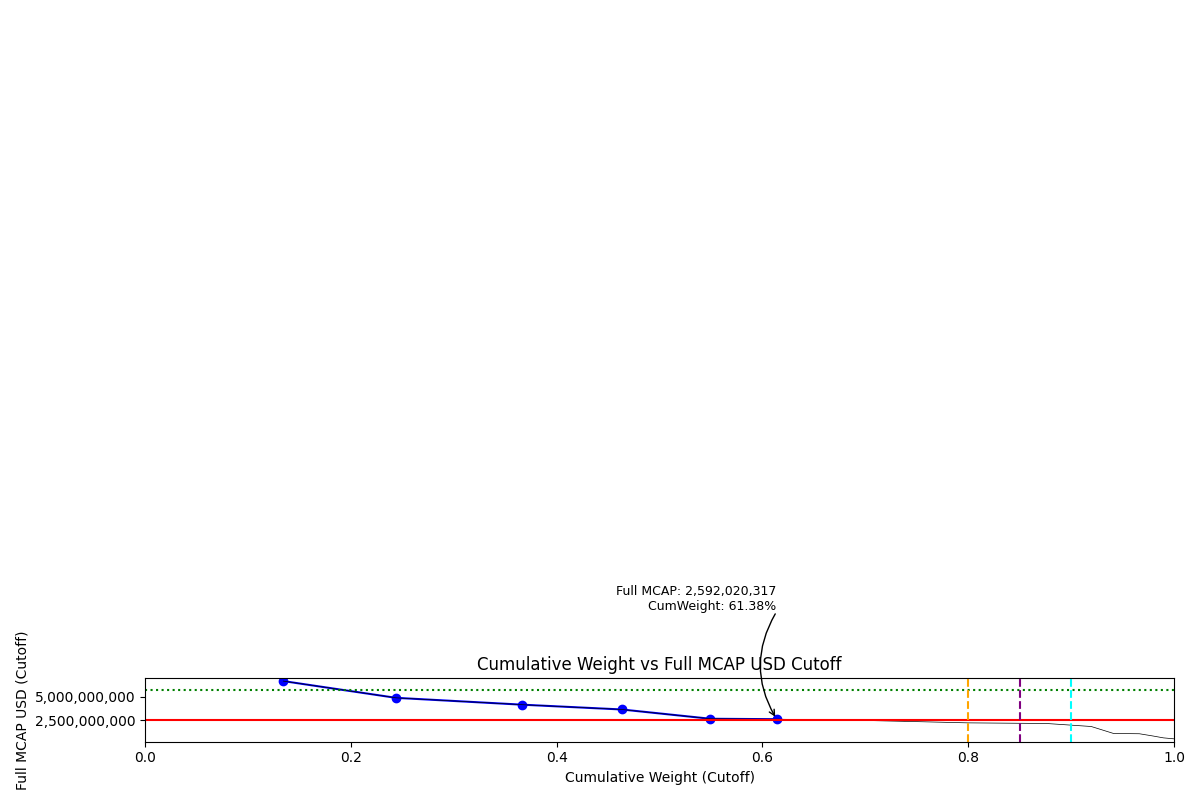 Full MCAP: 2,592,020,317
CumWeight: 61.38%
Cumulative Weight vs Full MCAP USD Cutoff
Full MCAP USD (Cutoff)
5,000,000,000
2,500,000,000
0.0 0.2 0.4 0.6 0.8 1.0
Cumulative Weight (Cutoff)